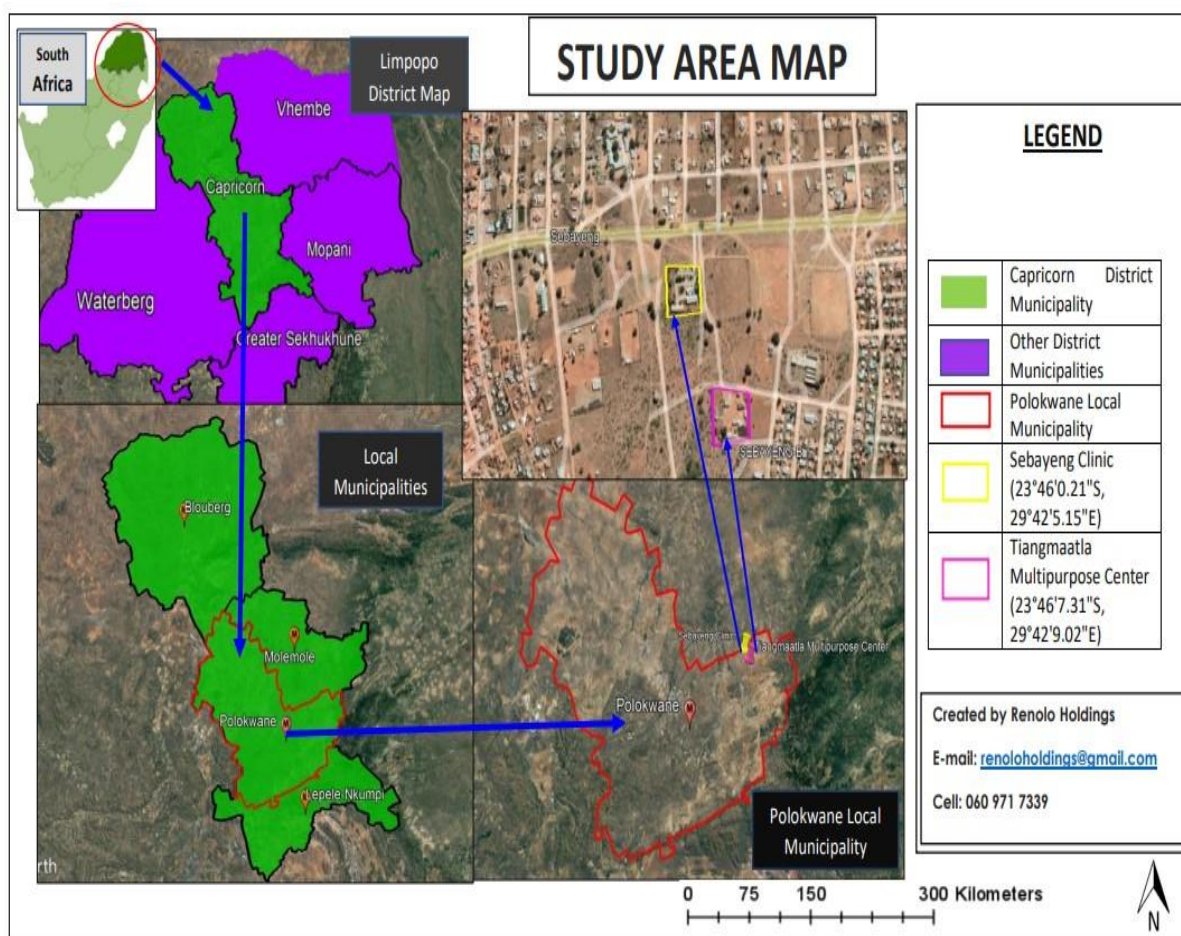 STUDY AREA MAP
South
Africa
Limpopo
District Map
Vhembe
Capricorn
Mopani
Waterberg
Greater Sekhukhune
Sebayeng
SEBAYENG B
Local
Municipalities
Blouberg
Molemole
Polokwane
Lepele-Nkumpi
rth
Sebayeng Clinic
Tiangmaatla Multipurpose Center
Polokwane
Polokwane Local
Municipality
LEGEND
Capricorn District
Municipality
Other District
Municipalities
Polokwane Local
Municipality
Sebayeng Clinic
(23°46'0.21"S,
29°42'5.15"E)
Tiangmaatla
Multipurpose Center
(23°46'7.31"S,
29°42'9.02"E)
Created by Renolo Holdings
E-mail: renoloholdings@gmail.com
Cell: 060 971 7339
0 75 150 300 Kilometers
N